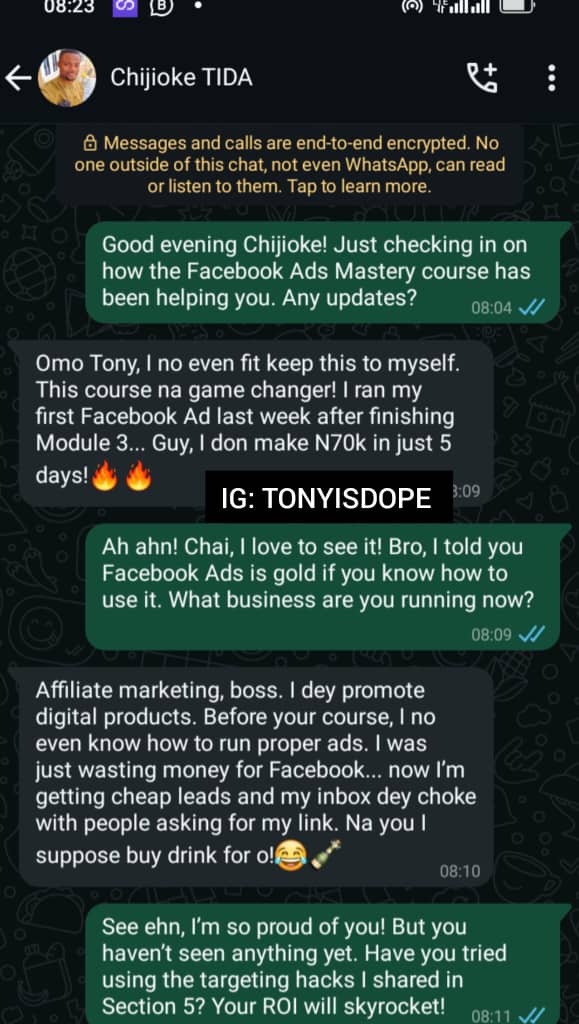 08:23
Chijioke TIDA
Messages and calls are end-to-end encrypted. No
one outside of this chat, not even WhatsApp, can read
or listen to them. Tap to learn more.
Good evening Chijioke! Just checking in on
how the Facebook Ads Mastery course has
been helping you. Any updates?
08:04
Omo Tony, I no even fit keep this to myself.
This course na game changer! I ran my
first Facebook Ad last week after finishing
Module 3... Guy, I don make N70k in just 5
days!🔥🔥
:09
IG: TONYISDOPE
Ah ahn! Chai, I love to see it! Bro, I told you
Facebook Ads is gold if you know how to
use it. What business are you running now?
08:09
Affiliate marketing, boss. I dey promote
digital products. Before your course, I no
even know how to run proper ads. I was
just wasting money for Facebook... now I'm
getting cheap leads and my inbox dey choke
with people asking for my link. Na you I
suppose buy drink for o!😂🍾
08:10
See ehn, I'm so proud of you! But you
haven't seen anything yet. Have you tried
using the targeting hacks I shared in
Section 5? Your ROI will skyrocket!
08:11